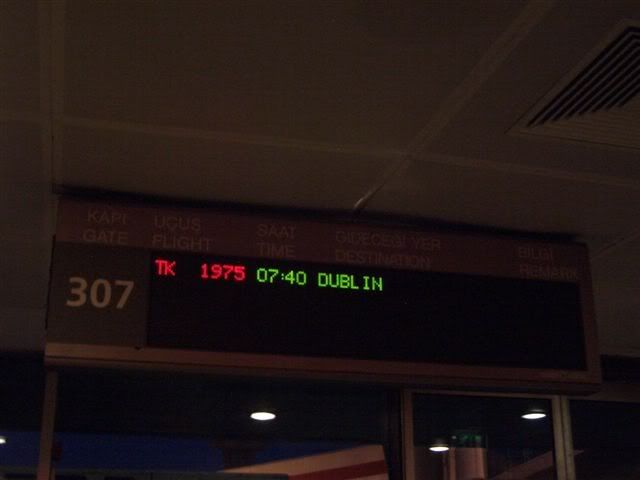 KAPI UÇUŞ SAAT GİDECEĞİ YER BİLGİ
GATE FLIGHT TIME DESTINATION REMARK
307 TK 1975 07:40 DUBLIN